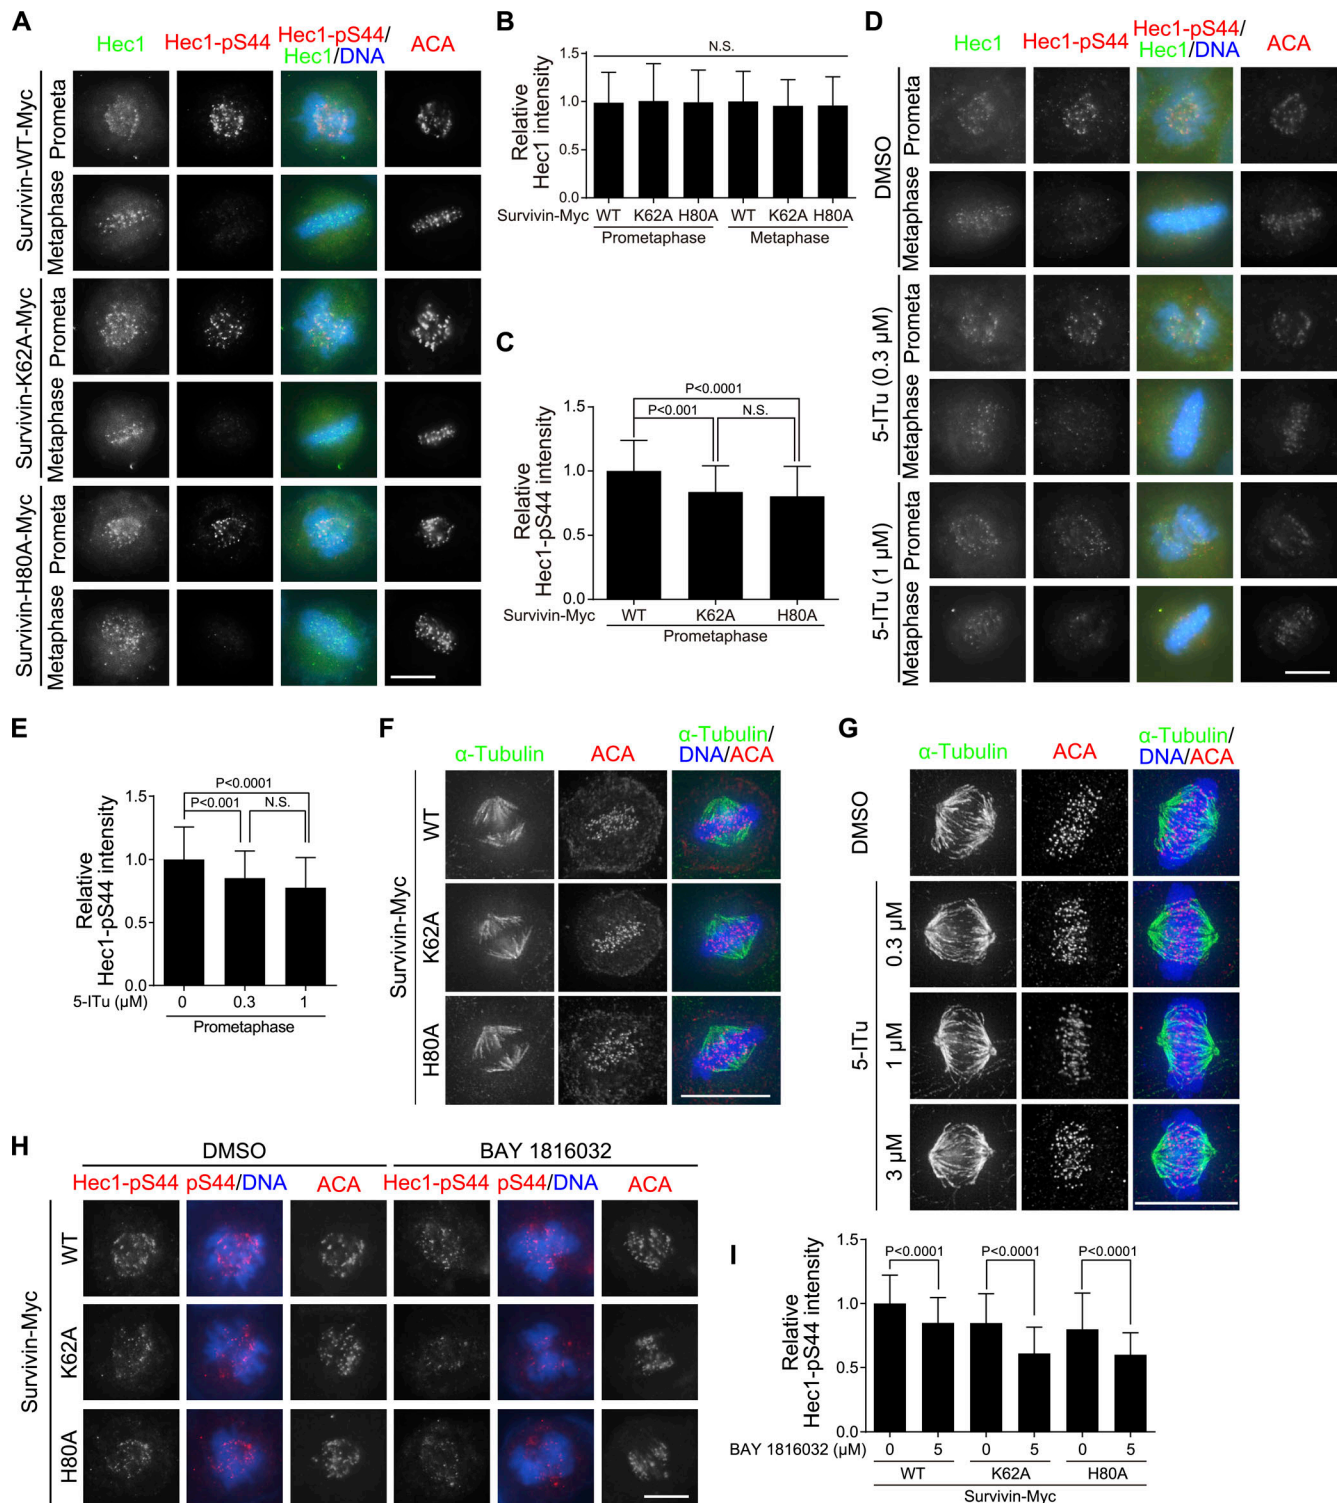 A
Hec1
Hec1-pS44
Hec1-pS44/
Hec1/DNA
ACA
Survivin-WT-Myc
Prometa
Metaphase
Survivin-K62A-Myc
Prometa
Metaphase
Survivin-H80A-Myc
Prometa
Metaphase
B
Relative
Hec1 intensity
1.5
1.0
0.5
0.0
N.S.
Survivin-Myc
WT
K62A
H80A
WT
K62A
H80A
Prometaphase
Metaphase
C
Relative
Hec1-pS44 intensity
1.5
1.0
0.5
0.0
P<0.0001
P<0.001
N.S.
Survivin-Myc
WT
K62A
H80A
Prometaphase
D
Hec1
Hec1-pS44
Hec1-pS44/
Hec1/DNA
ACA
DMSO
Prometa
Metaphase
5-ITu (0.3 µM)
Prometa
Metaphase
5-ITu (1 µM)
Prometa
Metaphase
E
Relative
Hec1-pS44 intensity
1.5
1.0
0.5
0.0
P<0.0001
P<0.001
N.S.
5-ITu (µM)
0
0.3
1
Prometaphase
F
α-Tubulin
ACA
α-Tubulin/
DNA/ACA
Survivin-Myc
WT
K62A
H80A
G
α-Tubulin
ACA
α-Tubulin/
DNA/ACA
DMSO
5-ITu
0.3 µM
1 µM
3 µM
H
DMSO
BAY 1816032
Hec1-pS44
pS44/DNA
ACA
Hec1-pS44
pS44/DNA
ACA
Survivin-Myc
WT
K62A
H80A
I
Relative
Hec1-pS44 intensity
1.5
1.0
0.5
0.0
P<0.0001
P<0.0001
P<0.0001
BAY 1816032 (µM)
0
5
0
5
0
5
WT
K62A
H80A
Survivin-Myc